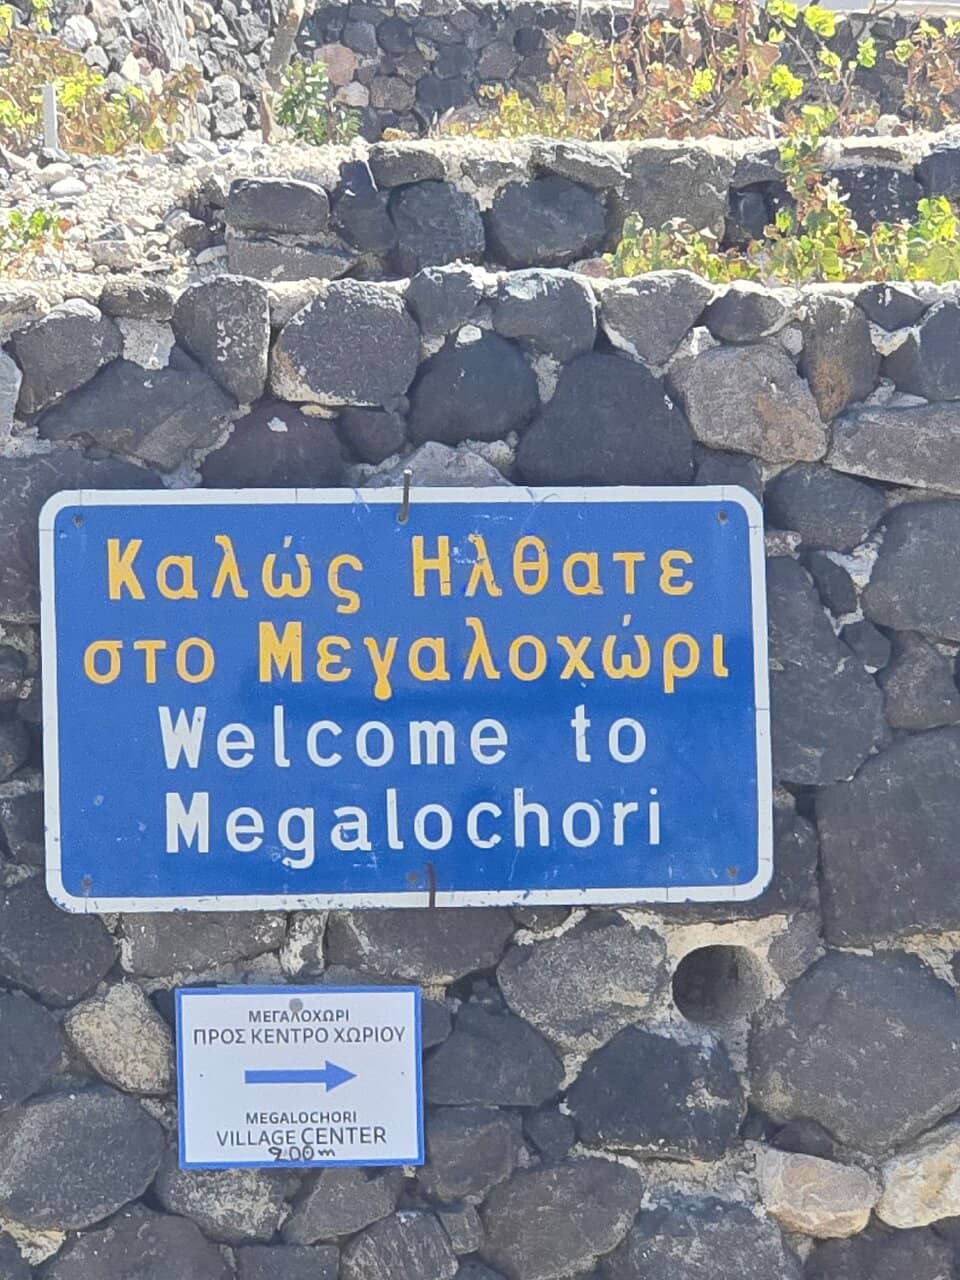 Καλώς Ηλθατε
στο Μεγαλοχώρι
Welcome to
Megalochori
ΜΕΓΑΛΟΧΩΡΙ
ΠΡΟΣ ΚΕΝΤΡΟ ΧΩΡΙΟΥ
MEGALOCHORI
VILLAGE CENTER
200m